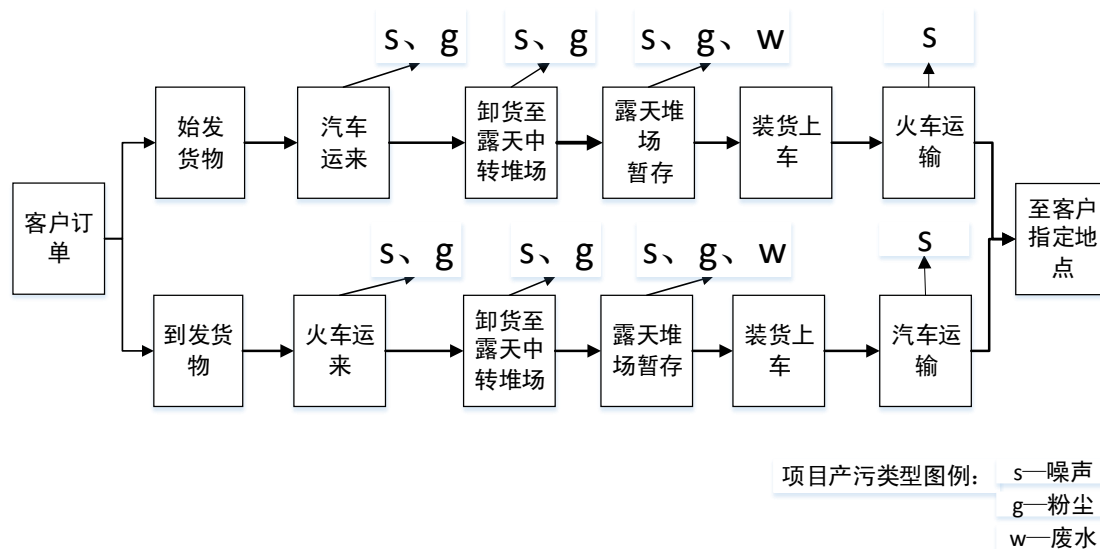 s、g
s、g
s、g、w
s
始发
货物
汽车
运来
卸货至
露天中
转堆场
露天堆
场
暂存
装货上
车
火车运
输
客户订
单
至客户
指定地
点
s、g
s、g
s、g、w
s
到发货
物
火车运
来
卸货至
露天中
转堆场
露天堆
场暂存
装货上
车
汽车运
输
项目产污类型图例：
s—噪声
g—粉尘
w—废水